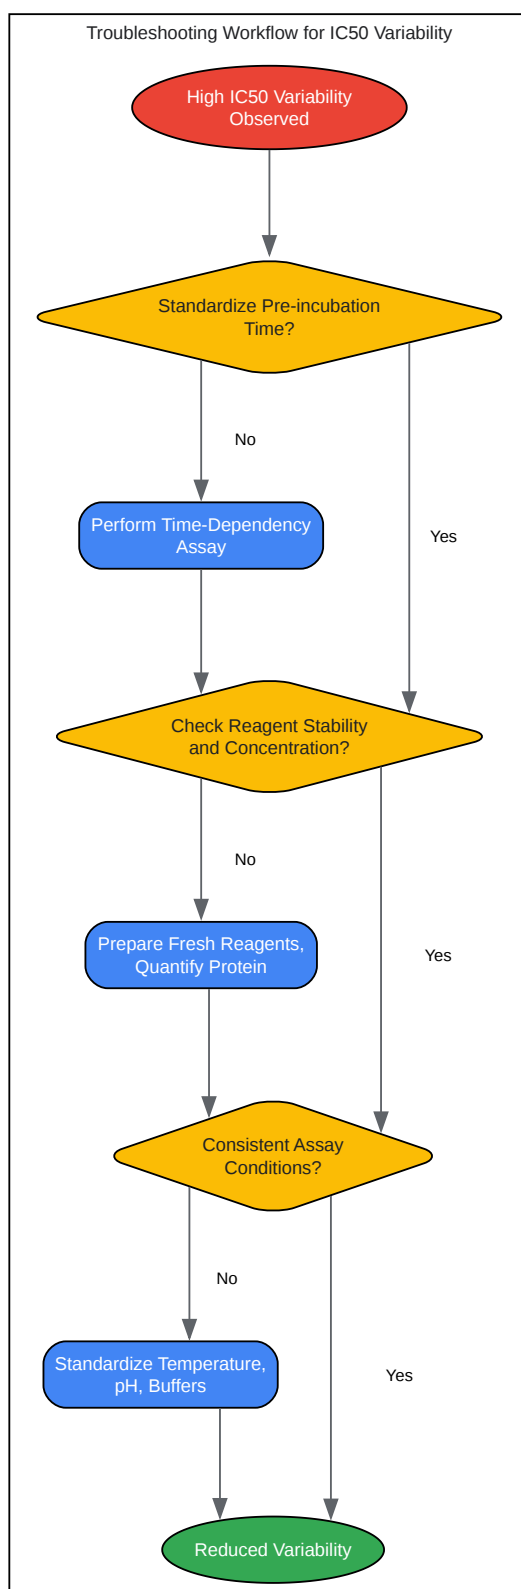 Troubleshooting Workflow for IC50 Variability
High IC50 Variability
Observed
Standardize Pre-incubation
Time?
No
Yes
Perform Time-Dependency
Assay
Check Reagent Stability
and Concentration?
No
Yes
Prepare Fresh Reagents,
Quantify Protein
Consistent Assay
Conditions?
No
Yes
Standardize Temperature,
pH, Buffers
Reduced Variability